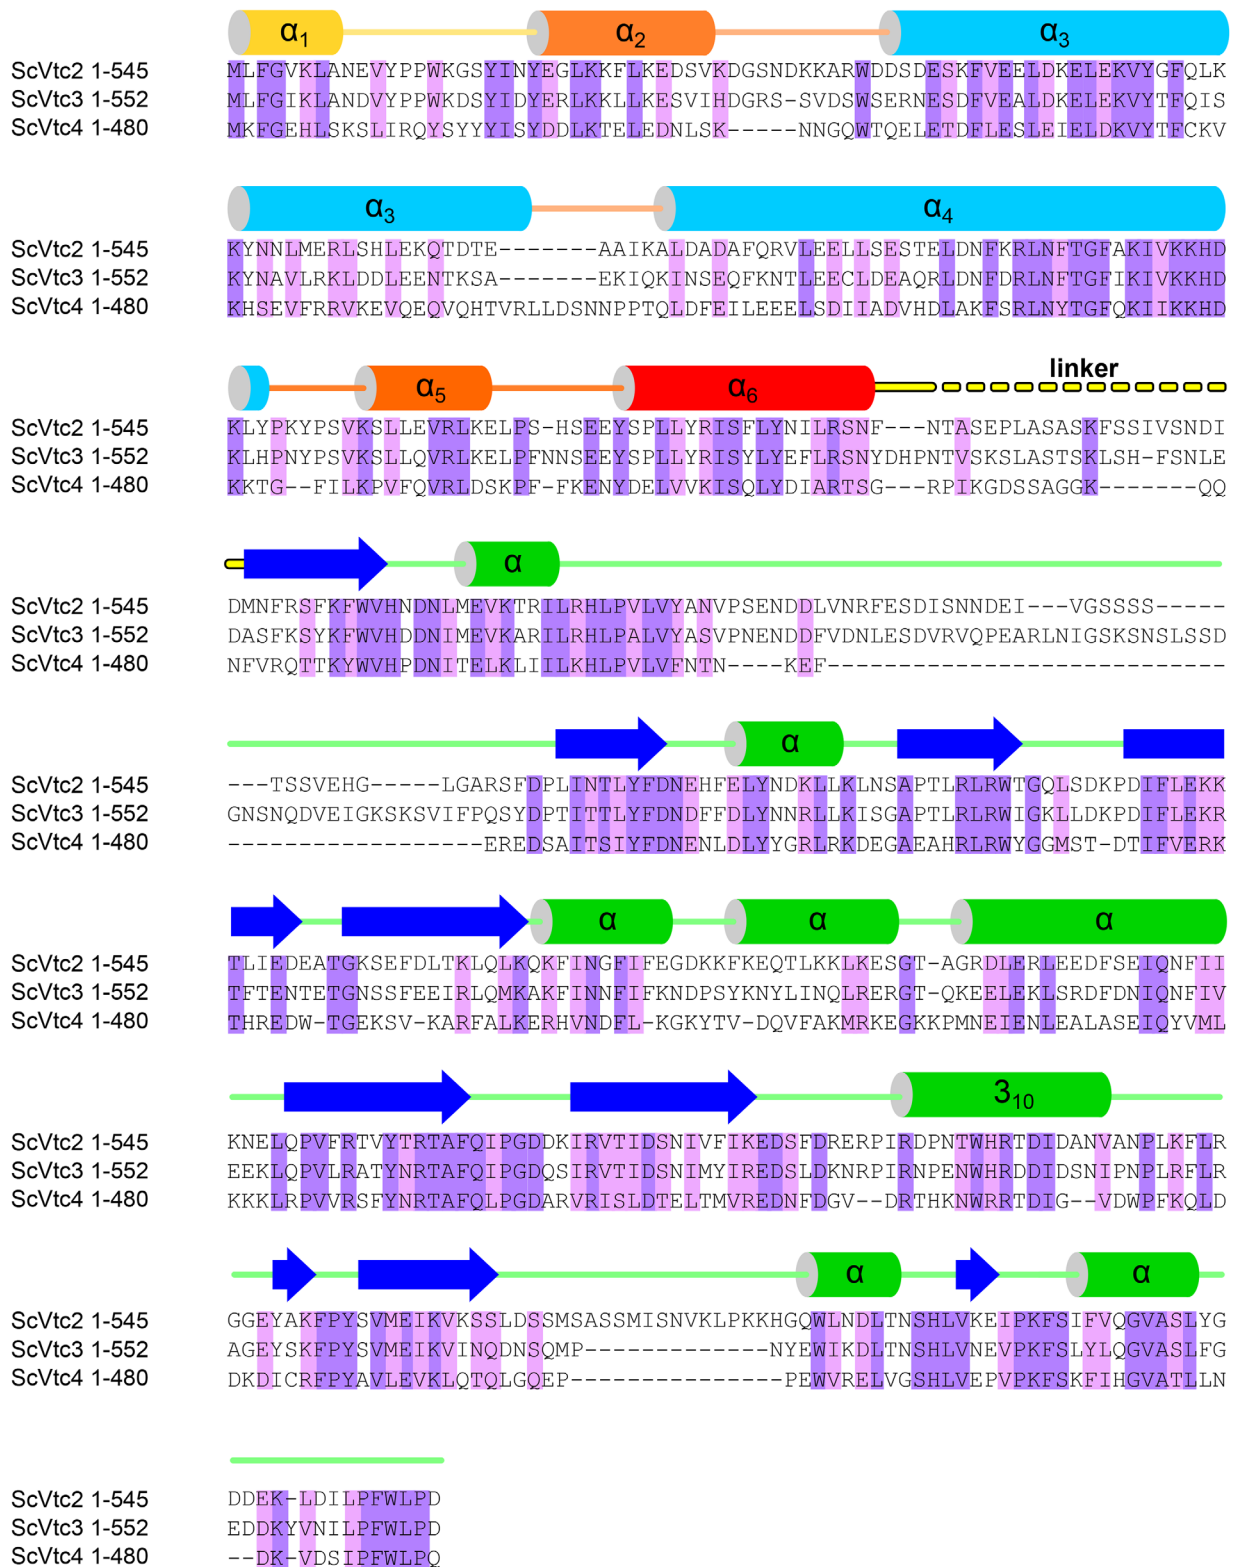 α1 α2 α3
ScVtc2 1-545 MLFGVKLANEVYPPWKGSYINYEGLKKFLKEDSVKDGSNDKKARWDDSDESKFVEELDKELEKVYGFQLK
ScVtc3 1-552 MLFGIKLANDVYPPWKDSYIDYERLKKLLKESVIHDGRS-SVDSWSERNESDFVEALDKELEKVYTFQIS
ScVtc4 1-480 MKFGEHLSKSLIRQYSYYYISYDDLKTELEDNLSK-----NNGQWTQELETDFLESLEIELDKVYTFCKV
α3 α4
ScVtc2 1-545 KYNNLMERLSHLEKQTDTE-------AAIKALDADAFQRVLEELLSESTELDNFKRLNFTGFAKIVKKHD
ScVtc3 1-552 KYNAVLRKLDDLEENTKSA-------EKIQKINSEQFKNTLEECLDEAQRLDNFDRLNFTGFIKIVKKHD
ScVtc4 1-480 KHSEVFRRVKEVQEQVQHTVRLLDSNNPPTQLDFEILEEELSDIIADVHDLAKFSRLNYTGFQKIIKKHD
α5 α6 linker
ScVtc2 1-545 KLYPKYPSVKSLLEVRLKELPS-HSEEYSPLLYRISFLYNILRSNF---NTASEPLASASKFSSIVSNDI
ScVtc3 1-552 KLHPNYPSVKSLLQVRLKELPFNNSEEYSPLLYRISYLYEFLRSNYDHPNTVSKSLASTSKLSH-FSNLE
ScVtc4 1-480 KKTG--FILKPVFQVRLDSKPF-FKENYDELVVKISQLYDIARTSG---RPIKGDSSAGGK-------QQ
α
ScVtc2 1-545 DMNFRSFKFWVHNDNLMEVKTRILRHLPVLVYANVPSENDDLVNRFESDISNNDEI---VGSSSS-----
ScVtc3 1-552 DASFKSYKFWVHDDNIMEVKARILRHLPALVYASVPNENDDFVDNLESDVRVQPEARLNIGSKSNSLSSD
ScVtc4 1-480 NFVRQTTKYWVHPDNITELKLIILKHLPVLVFNTN----KEF----------------------------
α
ScVtc2 1-545 ---TSSVEHG-----LGARSFDPLINTLYFDNEHFELYNDKLLKLNSAPTLRLRWTGQLSDKPDIFLEKK
ScVtc3 1-552 GNSNQDVEIGKSKSVIFPQSYDPTITTLYFDNDFFDLYNNRLLKISGAPTLRLRWIGKLLDKPDIFLEKR
ScVtc4 1-480 ------------------EREDSAITSIYFDNENLDLYYGRLRKDEGAEAHRLRWYGGMST-DTIFVERK
α α α
ScVtc2 1-545 TLIEDEATGKSEFDLTKLQLKQKFINGFIFEGDKKFKEQTLKKLKESGT-AGRDLERLEEDFSEIQNFII
ScVtc3 1-552 TFTENTETGNSSFEEIRLQMKAKFINNFIFKNDPSYKNYLINQLRERGT-QKEELEKLSRDFDNIQNFIV
ScVtc4 1-480 THREDW-TGEKSV-KARFALKERHVNDFL-KGKYTV-DQVFAKMRKEGKKPMNEIENLEALASEIQYVML
3₁₀
ScVtc2 1-545 KNELQPVFRTVYTRTAFQIPGDDKIRVTIDSNIVFIKEDSFDRERPIRDPNTWHRTDIDANVANPLKFLR
ScVtc3 1-552 EEKLQPVLRATYNRTAFQIPGDQSIRVTIDSNIMYIREDSLDKNRPIRNPENWHRDDIDSNIPNPLRFLR
ScVtc4 1-480 KKKLRPVVRSFYNRTAFQLPGDARVRISLDTELTMVREDNFDGV--DRTHKNWRRTDIG--VDWPFKQLD
α α
ScVtc2 1-545 GGEYAKFPYSVMEIKVKSSLDSSMSASSMISNVKLPKKHGQWLNDLTNSHLVKEIPKFSIFVQGVASLYG
ScVtc3 1-552 AGEYSKFPYSVMEIKVINQDNSQMP--------------NYEWIKDLTNSHLVNEVPKFSLYLQGVASLFG
ScVtc4 1-480 DKDICRFPYAVLEVKLQTQLGQEP---------------PEWVRELVGSHLVEPVPKFSKFIHGVATLLN
ScVtc2 1-545 DDEK-LDILPFWLPD
ScVtc3 1-552 EDDKYVNILPFWLPD
ScVtc4 1-480 --DK-VDSIPFWLPQ